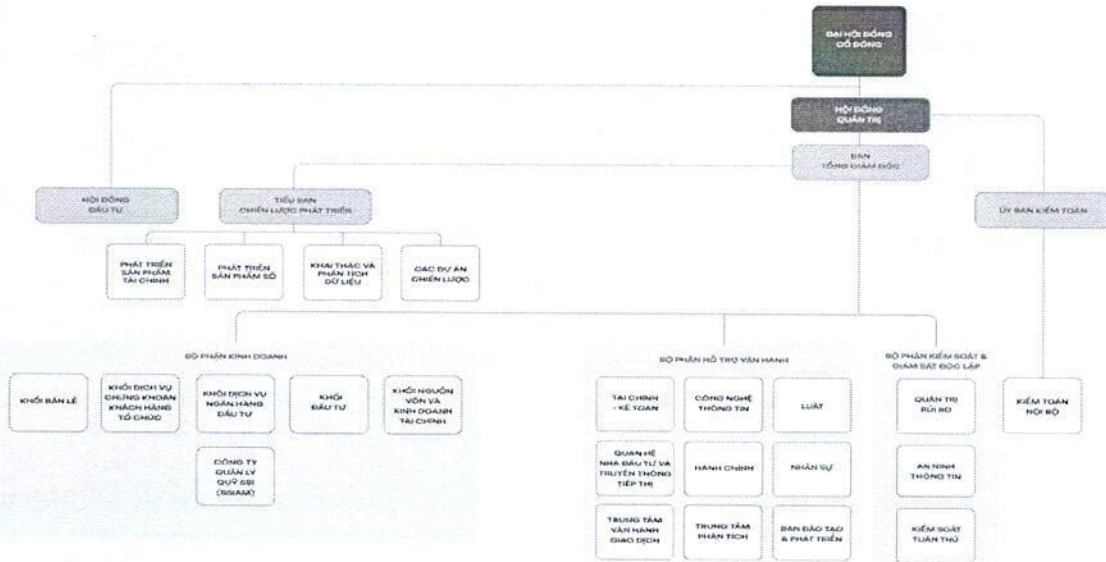 ĐẠI HỘI ĐỒNG
CỔ ĐÔNG
HỘI ĐỒNG
QUẢN TRỊ
BAN
TỔNG GIÁM ĐỐC
HỘI ĐỒNG
ĐẦU TƯ
TIỂU BAN
CHIẾN LƯỢC PHÁT TRIỂN
ỦY BAN KIỂM TOÁN
PHÁT TRIỂN
SẢN PHẨM
TÀI CHÍNH
PHÁT TRIỂN
SẢN PHẨM SỐ
KHAI THÁC VÀ
PHÂN TÍCH
DỮ LIỆU
CÁC DỰ ÁN
CHIẾN LƯỢC
BỘ PHẬN KINH DOANH
BỘ PHẬN HỖ TRỢ VẬN HÀNH
BỘ PHẬN KIỂM SOÁT &
GIÁM SÁT ĐỘC LẬP
KHỐI BÁN LẺ
KHỐI DỊCH VỤ
CHỨNG KHOÁN
KHÁCH HÀNG
TỔ CHỨC
KHỐI DỊCH VỤ
NGÂN HÀNG
ĐẦU TƯ
KHỐI
ĐẦU TƯ
KHỐI NGUỒN
VỐN VÀ
KINH DOANH
TÀI CHÍNH
CÔNG TY
QUẢN LÝ
QUỸ SSI
(SSIAM)
TÀI CHÍNH
- KẾ TOÁN
CÔNG NGHỆ
THÔNG TIN
LUẬT
QUAN HỆ
NHÀ ĐẦU TƯ VÀ
TRUYỀN THÔNG
TIẾP THỊ
HÀNH CHÍNH
NHÂN SỰ
TRUNG TÂM
VẬN HÀNH
GIAO DỊCH
TRUNG TÂM
PHÂN TÍCH
BAN ĐÀO TẠO
& PHÁT TRIỂN
QUẢN TRỊ
RỦI RO
AN NINH
THÔNG TIN
KIỂM SOÁT
TUÂN THỦ
KIỂM TOÁN
NỘI BỘ